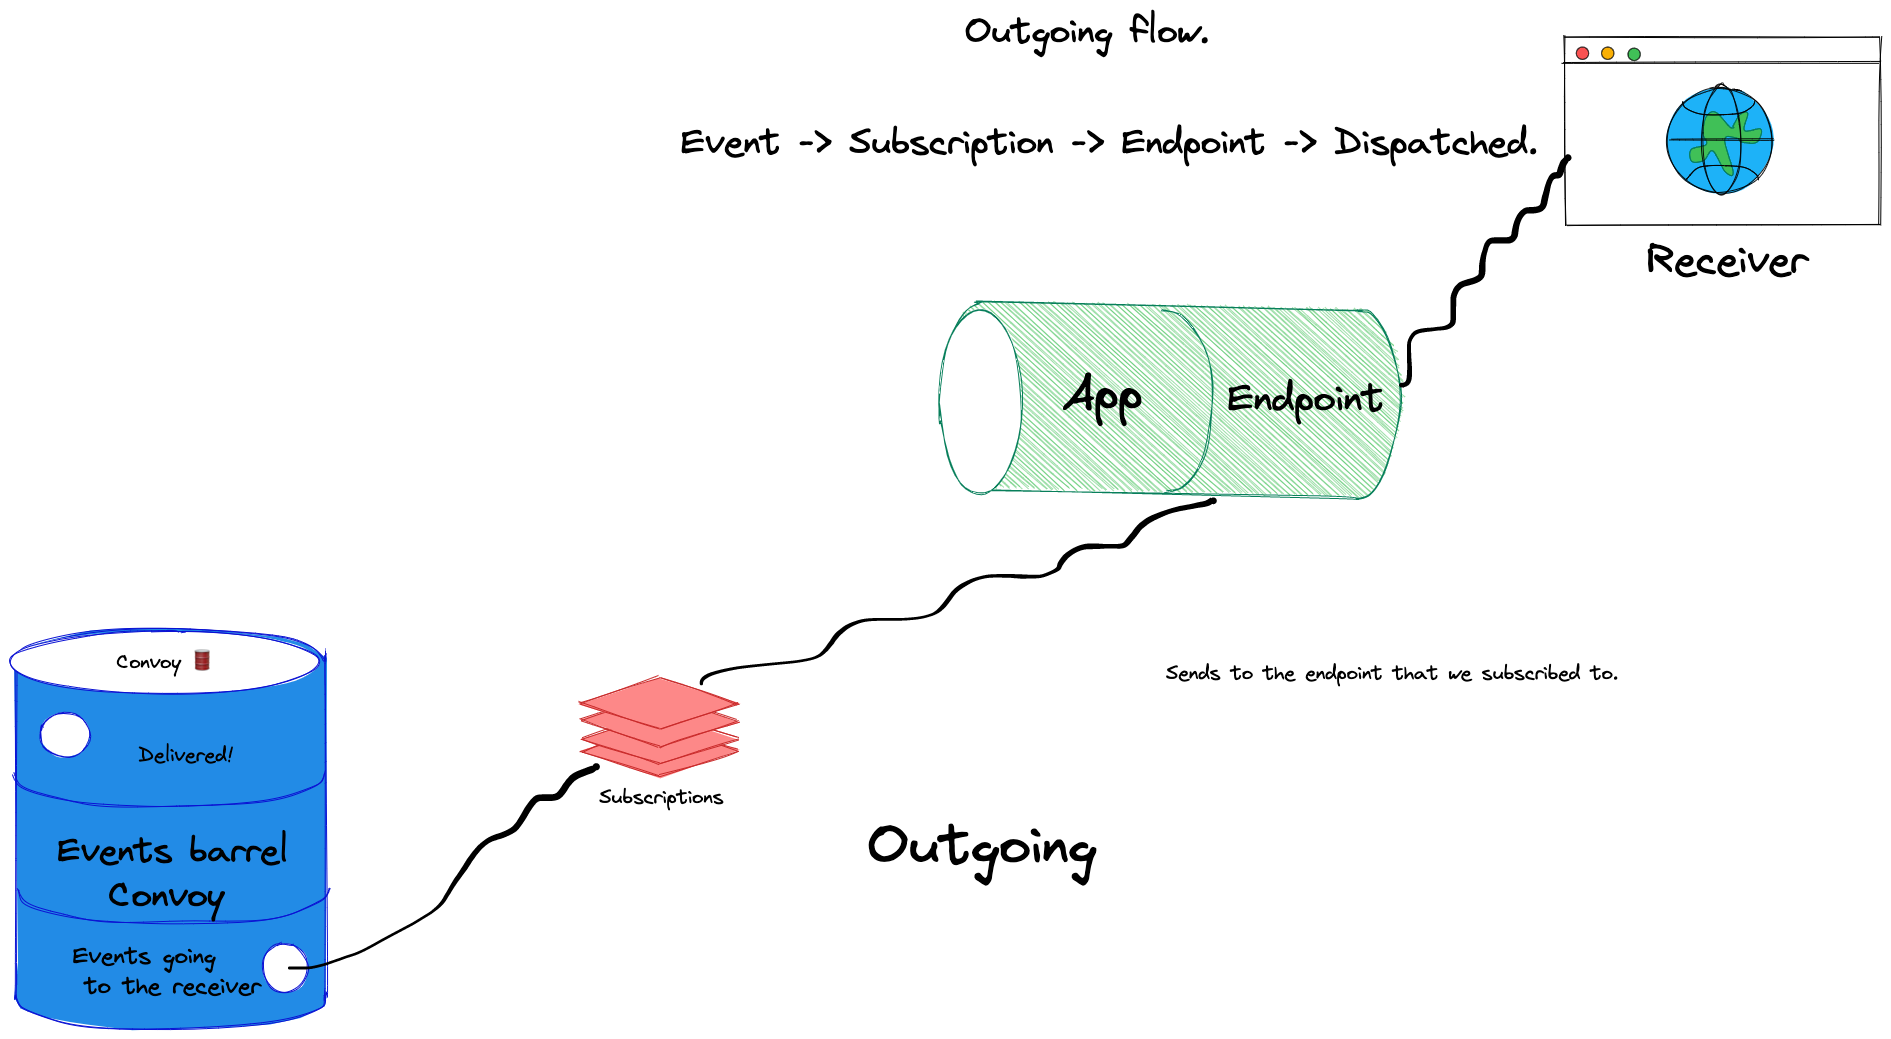 Outgoing flow.
Event -> Subscription -> Endpoint -> Dispatched.
Receiver
App
Endpoint
Convoy
Sends to the endpoint that we subscribed to.
Delivered!
Subscriptions
Outgoing
Events barrel
Convoy
Events going
to the receiver